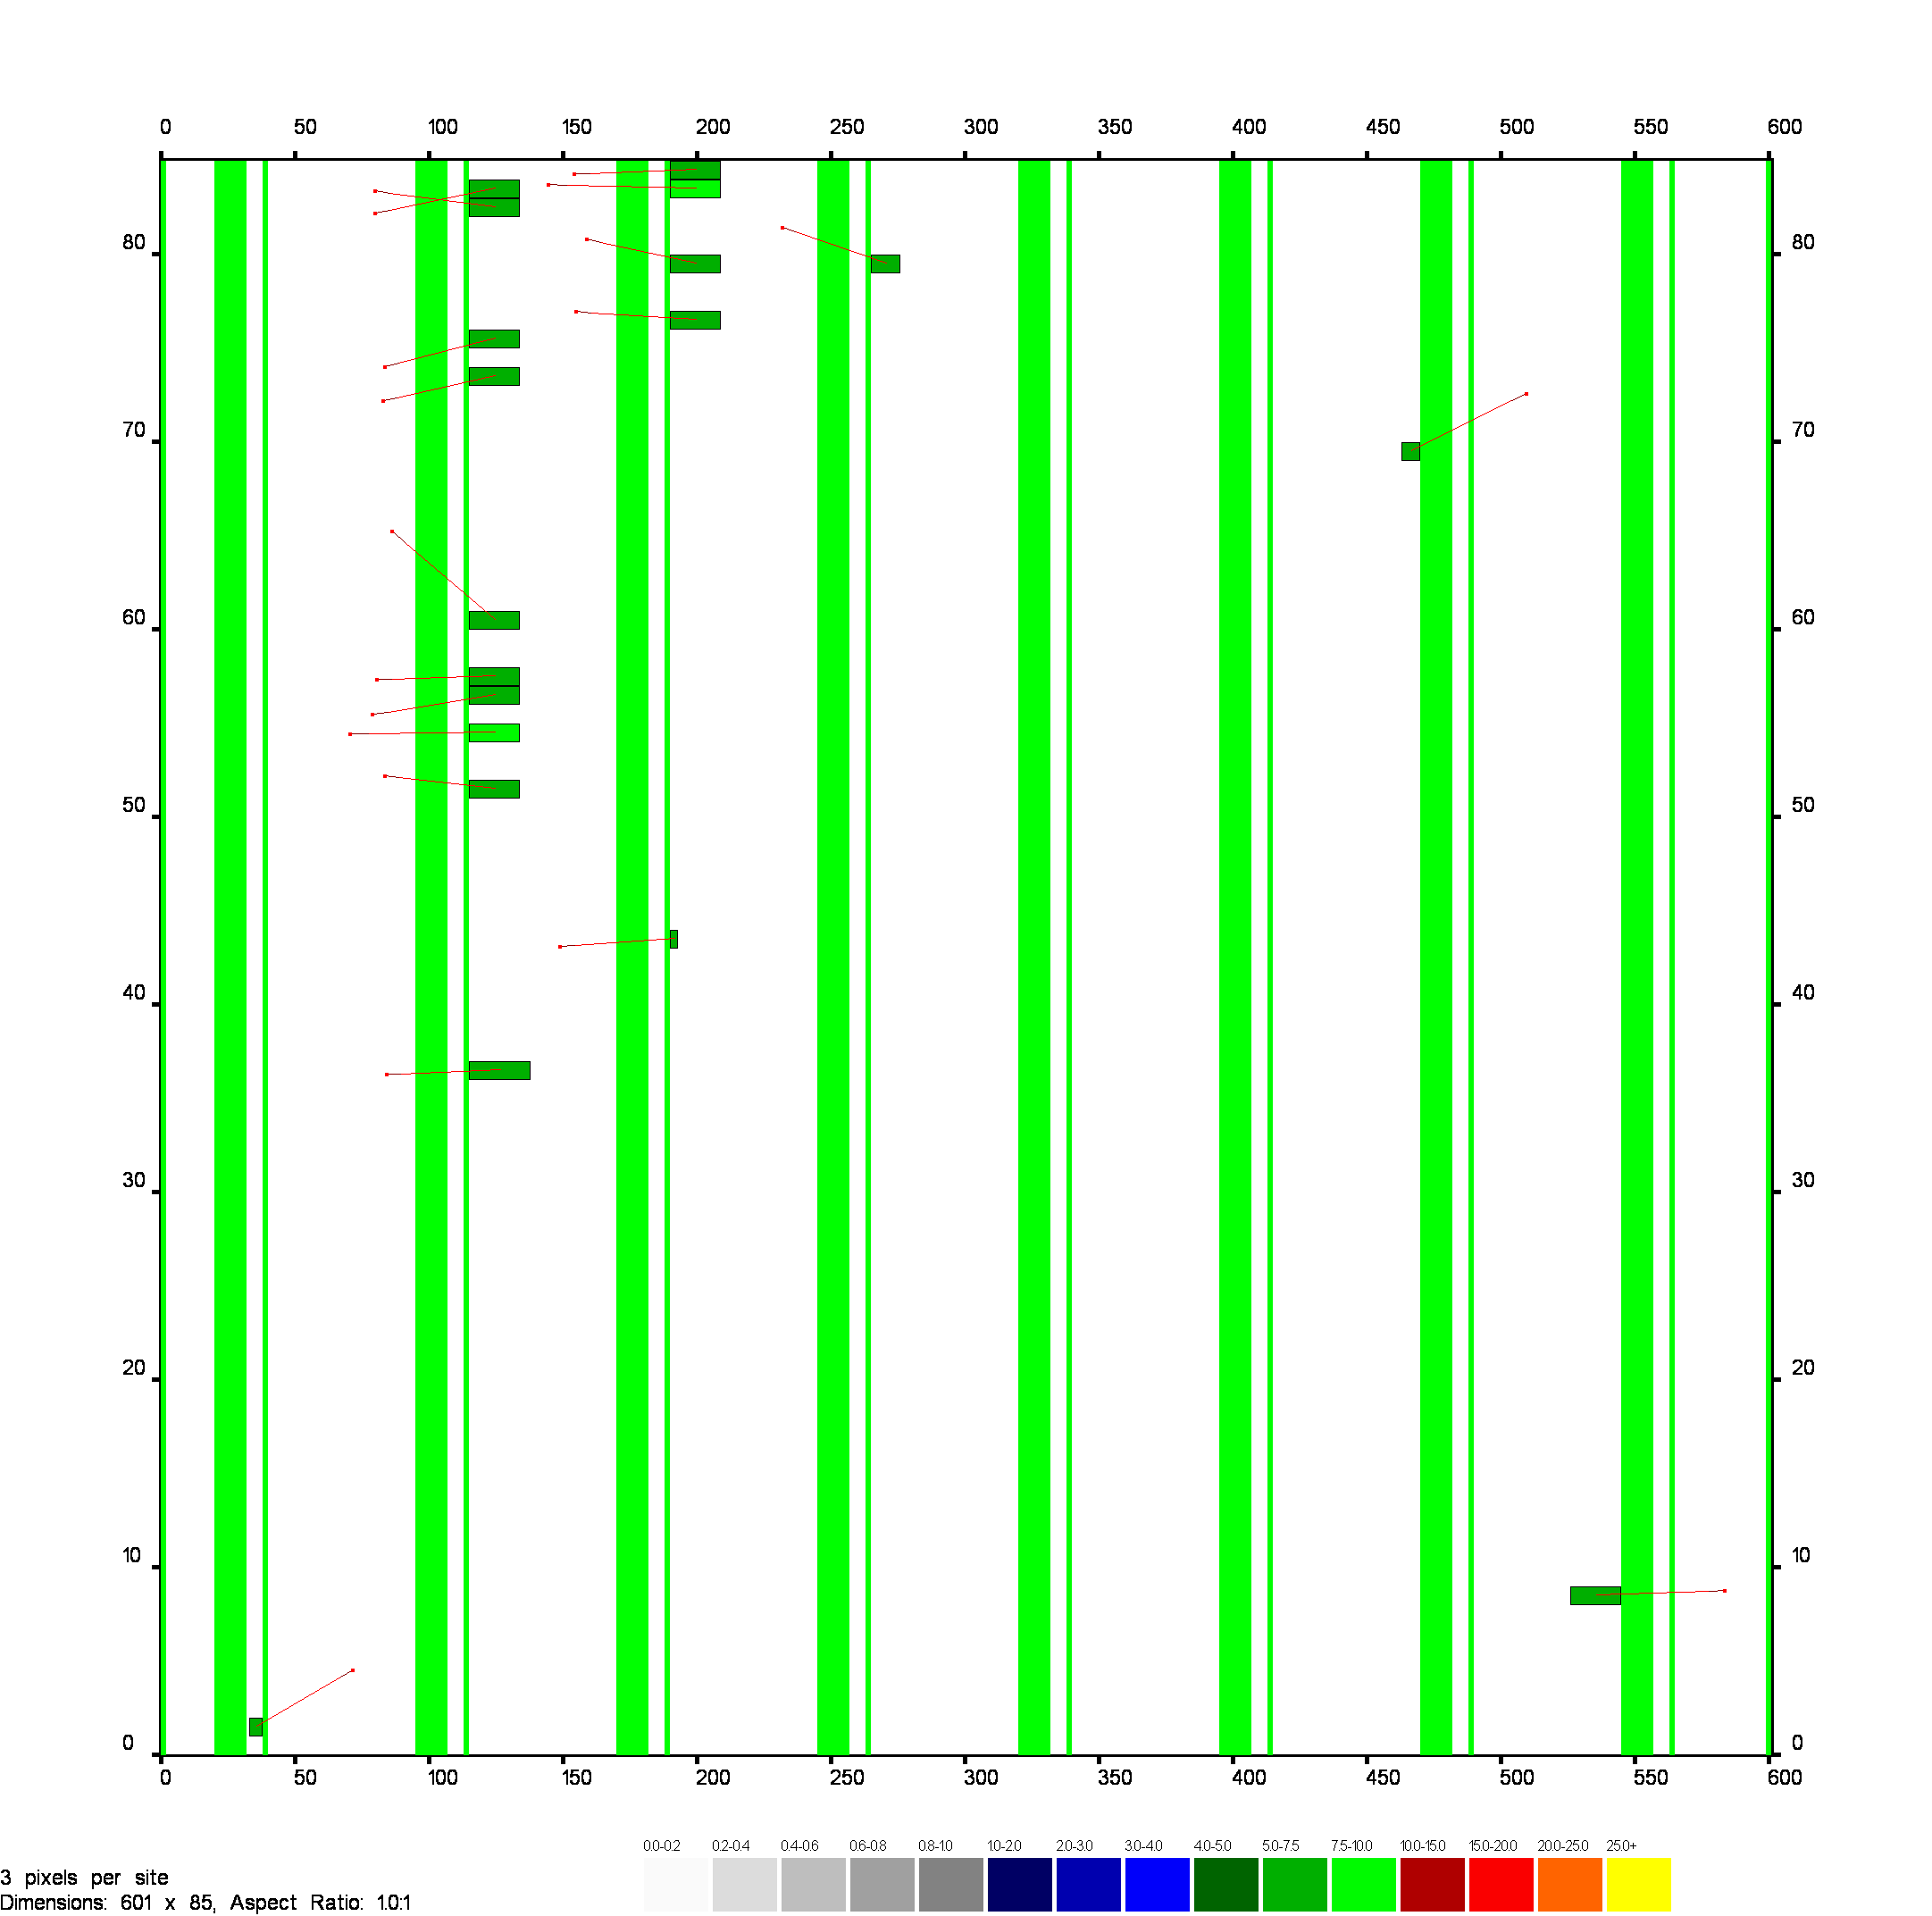 0 50 100 150 200 250 300 350 400 450 500 550 600
80 80
70 70
60 60
50 50
40 40
30 30
20 20
10 10
0 0
0 50 100 150 200 250 300 350 400 450 500 550 600
0.0-0.2 0.2-0.4 0.4-0.6 0.6-0.8 0.8-1.0 1.0-2.0 2.0-3.0 3.0-4.0 4.0-5.0 5.0-7.5 7.5-10.0 10.0-15.0 15.0-20.0 20.0-25.0 25.0+
3 pixels per site
Dimensions: 601 x 85, Aspect Ratio: 1.0:1